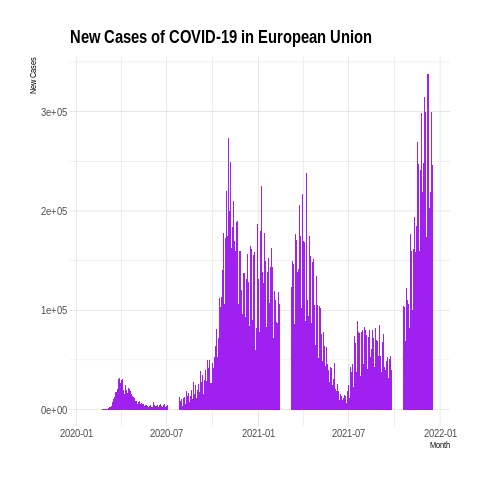 New Cases of COVID-19 in European Union
New Cases
3e+05
2e+05
1e+05
0e+00
2020-01 2020-07 2021-01 2021-07 2022-01
Month